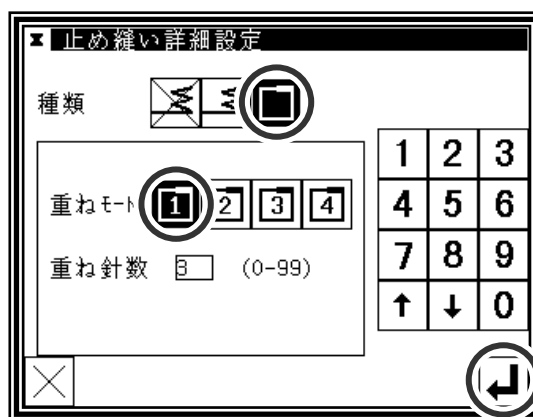 止め縫い詳細設定
種類
重ねモート 1 2 3 4
重ね針数 3 (0-99)
1 2 3
4 5 6
7 8 9
↑ ↓ 0